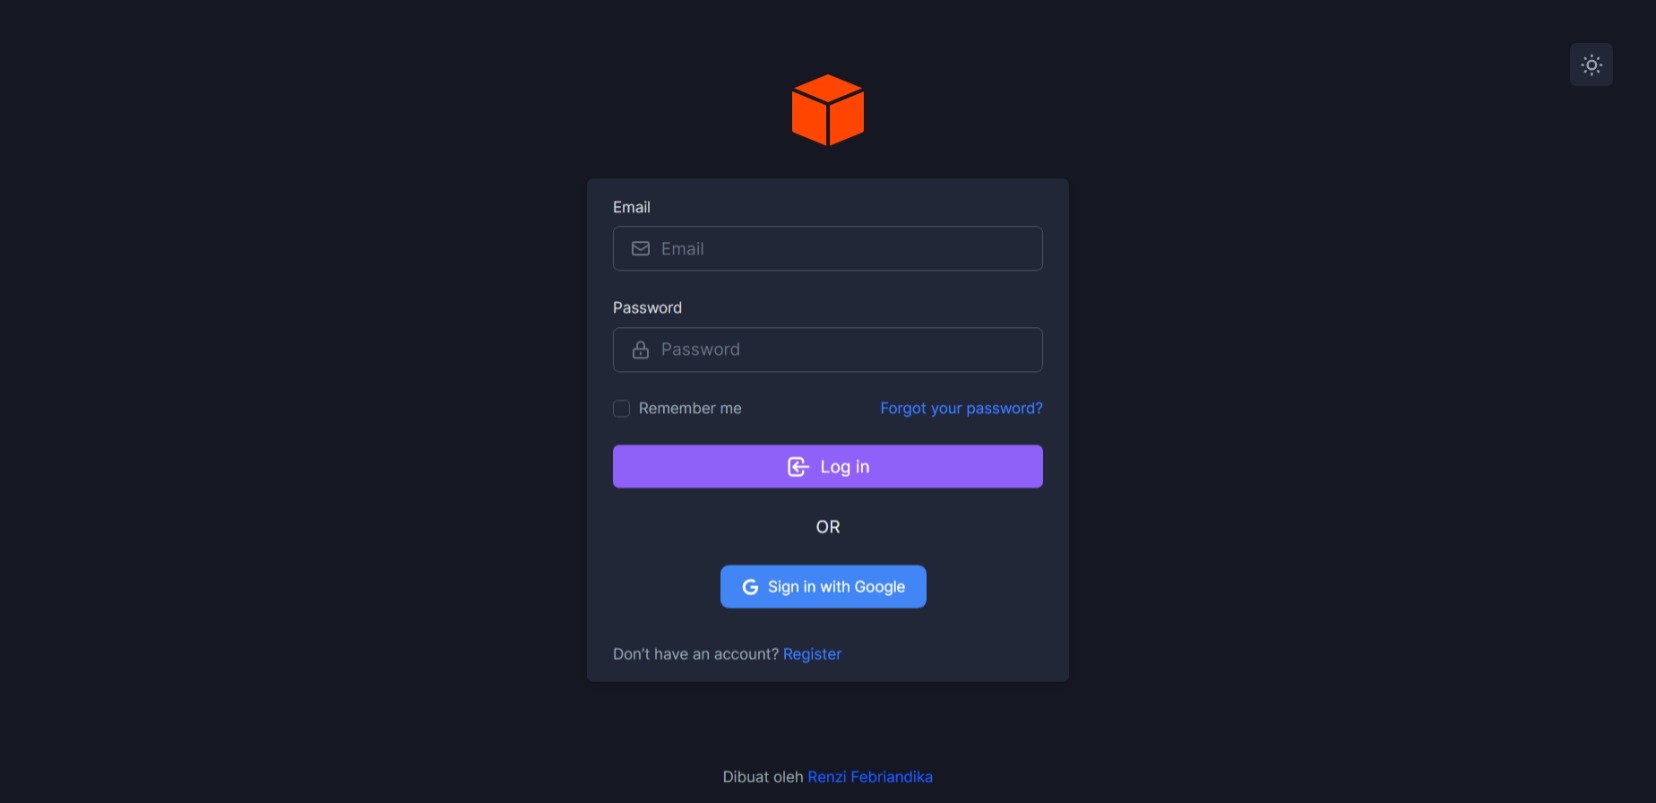 Email
Email
Password
Password
Remember me
Forgot your password?
Log in
OR
Sign in with Google
Don't have an account? Register
Dibuat oleh Renzi Febriandika